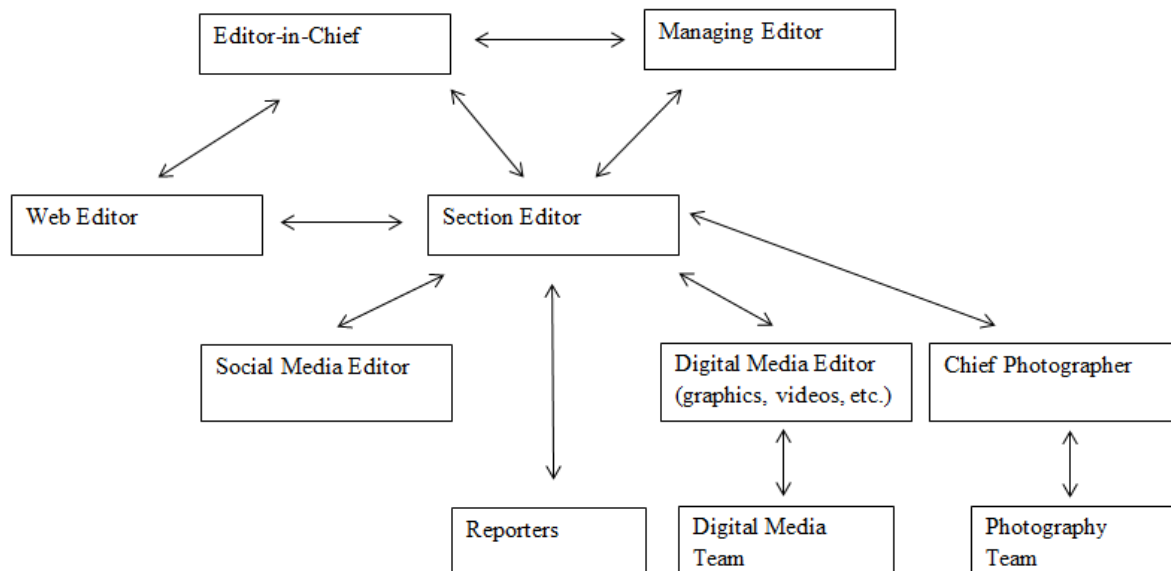 Editor-in-Chief
Managing Editor
Web Editor
Section Editor
Social Media Editor
Digital Media Editor
(graphics, videos, etc.)
Chief Photographer
Reporters
Digital Media
Team
Photography
Team